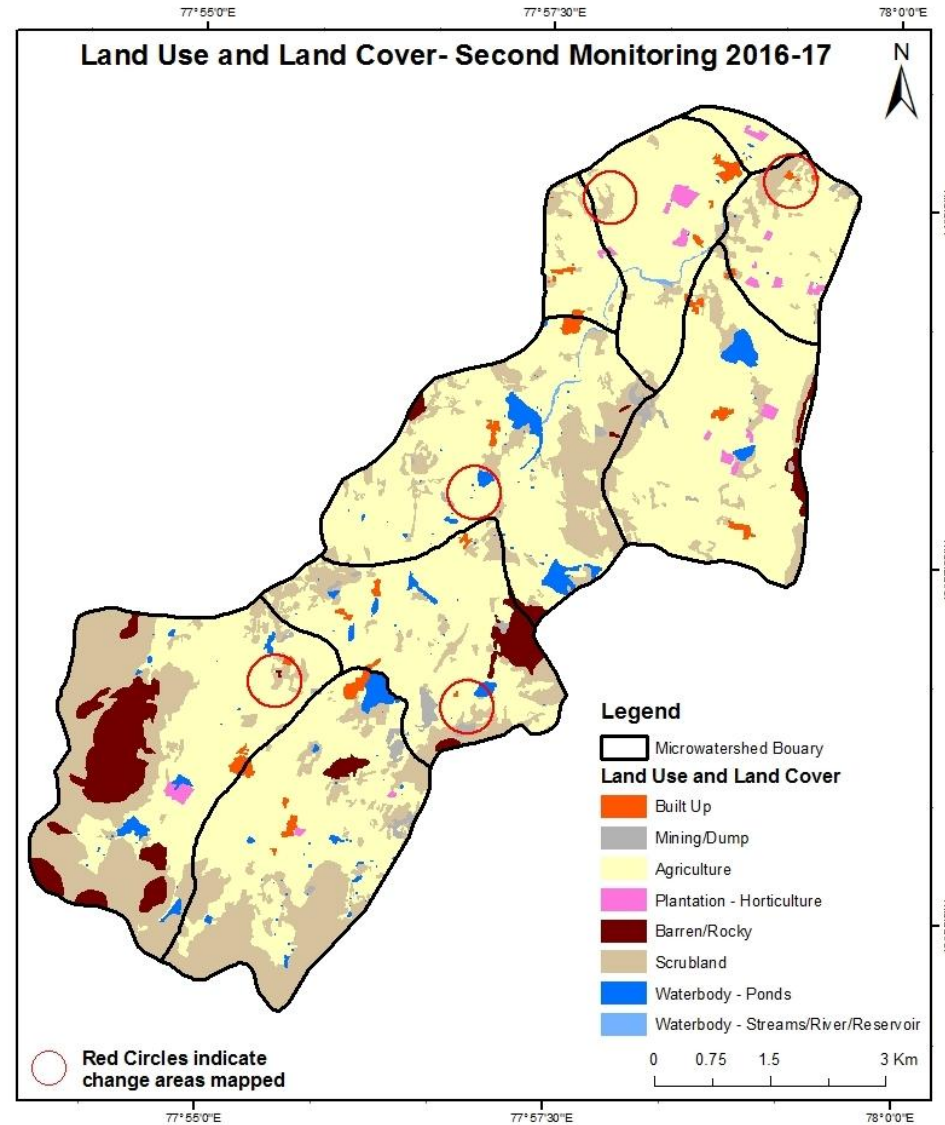 77°55'0"E 77°57'30"E 78°0'0"E
Land Use and Land Cover- Second Monitoring 2016-17
N
Legend
Microwatershed Bouary
Land Use and Land Cover
Built Up
Mining/Dump
Agriculture
Plantation - Horticulture
Barren/Rocky
Scrubland
Waterbody - Ponds
Waterbody - Streams/River/Reservoir
0 0.75 1.5 3 Km
Red Circles indicate
change areas mapped
77°55'0"E 77°57'30"E 78°0'0"E